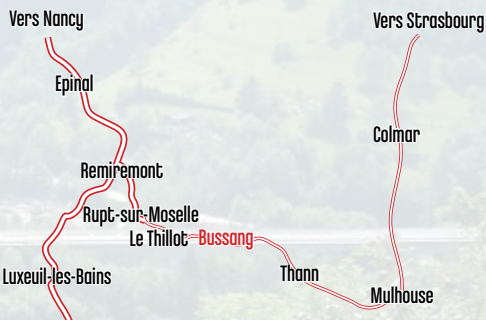 Vers Nancy
Vers Strasbourg
Epinal
Colmar
Remiremont
Rupt-sur-Moselle
Le Thillot
Bussang
Luxeuil-les-Bains
Thann
Mulhouse